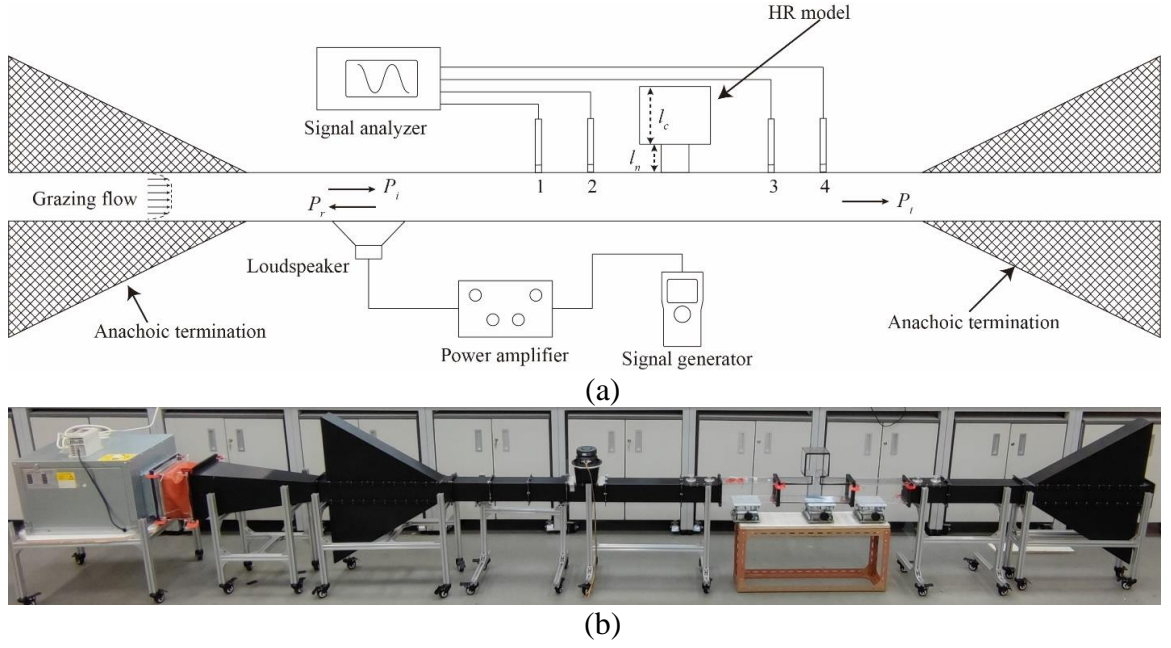 HR model
Signal analyzer
l_c
l_n
1 2 3 4
Grazing flow
P_i
P_r
P_t
Loudspeaker
Anachoic termination
Anachoic termination
Power amplifier
Signal generator
(a)
(b)